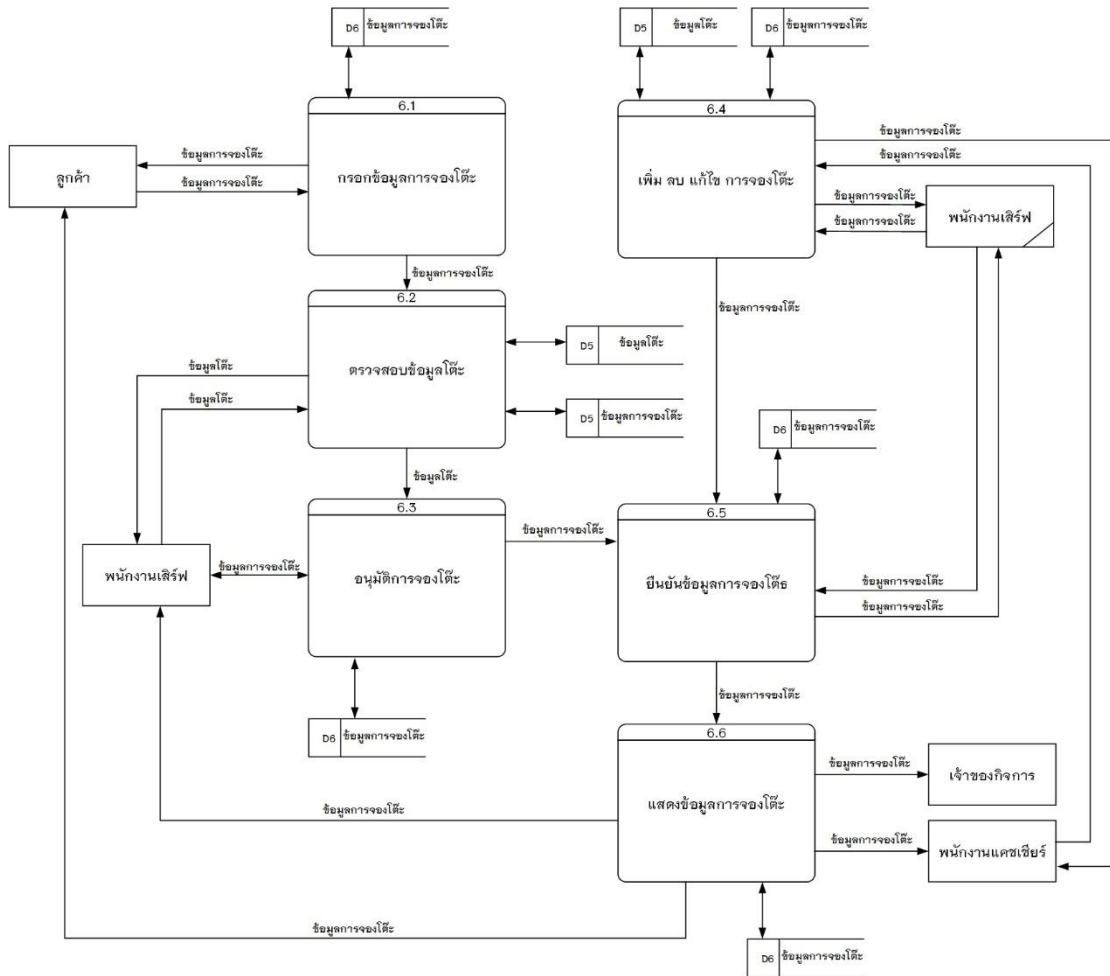 D6 ข้อมูลการจองโต๊ะ
D5 ข้อมูลโต๊ะ
D6 ข้อมูลการจองโต๊ะ
6.1
กรอกข้อมูลการจองโต๊ะ
6.4
เพิ่ม ลบ แก้ไข การจองโต๊ะ
ลูกค้า
ข้อมูลการจองโต๊ะ
ข้อมูลการจองโต๊ะ
ข้อมูลการจองโต๊ะ
ข้อมูลการจองโต๊ะ
ข้อมูลการจองโต๊ะ
ข้อมูลการจองโต๊ะ
พนักงานเสิร์ฟ
ข้อมูลการจองโต๊ะ
6.2
ตรวจสอบข้อมูลโต๊ะ
ข้อมูลการจองโต๊ะ
D5 ข้อมูลโต๊ะ
ข้อมูลโต๊ะ
ข้อมูลโต๊ะ
D5 ข้อมูลการจองโต๊ะ
D6 ข้อมูลการจองโต๊ะ
ข้อมูลโต๊ะ
6.3
อนุมัติการจองโต๊ะ
6.5
ยืนยันข้อมูลการจองโต๊ธ
ข้อมูลการจองโต๊ะ
พนักงานเสิร์ฟ
ข้อมูลการจองโต๊ะ
ข้อมูลการจองโต๊ะ
ข้อมูลการจองโต๊ะ
D6 ข้อมูลการจองโต๊ะ
ข้อมูลการจองโต๊ะ
6.6
แสดงข้อมูลการจองโต๊ะ
ข้อมูลการจองโต๊ะ
เจ้าของกิจการ
ข้อมูลการจองโต๊ะ
ข้อมูลการจองโต๊ะ
พนักงานแคชเชียร์
ข้อมูลการจองโต๊ะ
D6 ข้อมูลการจองโต๊ะ